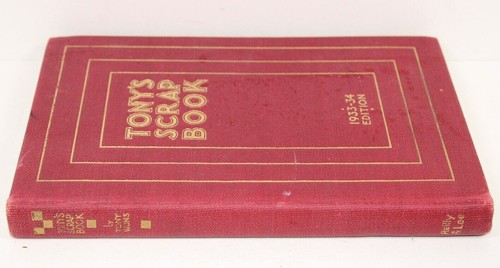 TONY'S
SCRAP
BOOK
1933-34
EDITION
TONY'S
SCRAP
BOOK
by
TONY
WONS
Reilly
& Lee